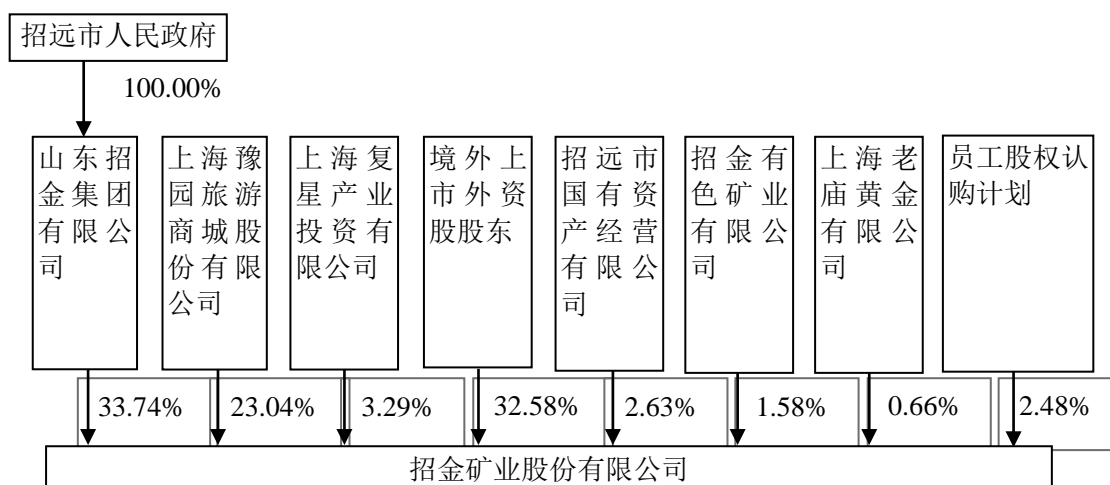 招远市人民政府
100.00%
山东招
金集团
有限公
司
上海豫
园旅游
商城股
份有限
公司
上海复
星产业
投资有
限公司
境外上
市外资
股股东
招远市
国有资
产经营
有限公
司
招金有
色矿业
有限公
司
上海老
庙黄金
有限公
司
员工股权认
购计划
33.74%
23.04%
3.29%
32.58%
2.63%
1.58%
0.66%
2.48%
招金矿业股份有限公司